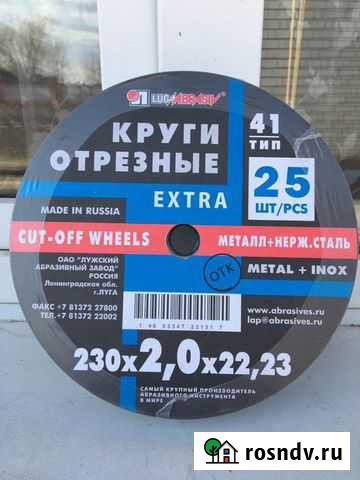 LUGAABRASIV
КРУГИ
ОТРЕЗНЫЕ
41
ТИП
EXTRA
25
ШТ/PCS
MADE IN RUSSIA
CUT-OFF WHEELS
МЕТАЛЛ+НЕРЖ.СТАЛЬ
ОАО "ЛУЖСКИЙ
АБРАЗИВНЫЙ ЗАВОД"
РОССИЯ
Ленинградская обл.
г.ЛУГА
ОТК
METAL + INOX
ФАКС +7 81372 27800
ТЕЛ.+7 81372 22002
www.abrasives.ru
lap@abrasives.ru
230x2,0x22,23
САМЫЙ КРУПНЫЙ ПРОИЗВОДИТЕЛЬ
АБРАЗИВНОГО ИНСТРУМЕНТА
В МИРЕ
rosndv.ru